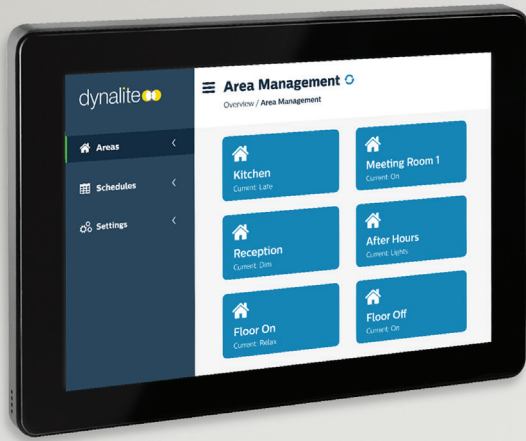 dynalite
Areas
Schedules
Settings
Area Management
Overview / Area Management
Kitchen
Current: Late
Meeting Room 1
Current: On
Reception
Current: Dim
After Hours
Current: Lights
Floor On
Current: Relax
Floor Off
Current: On